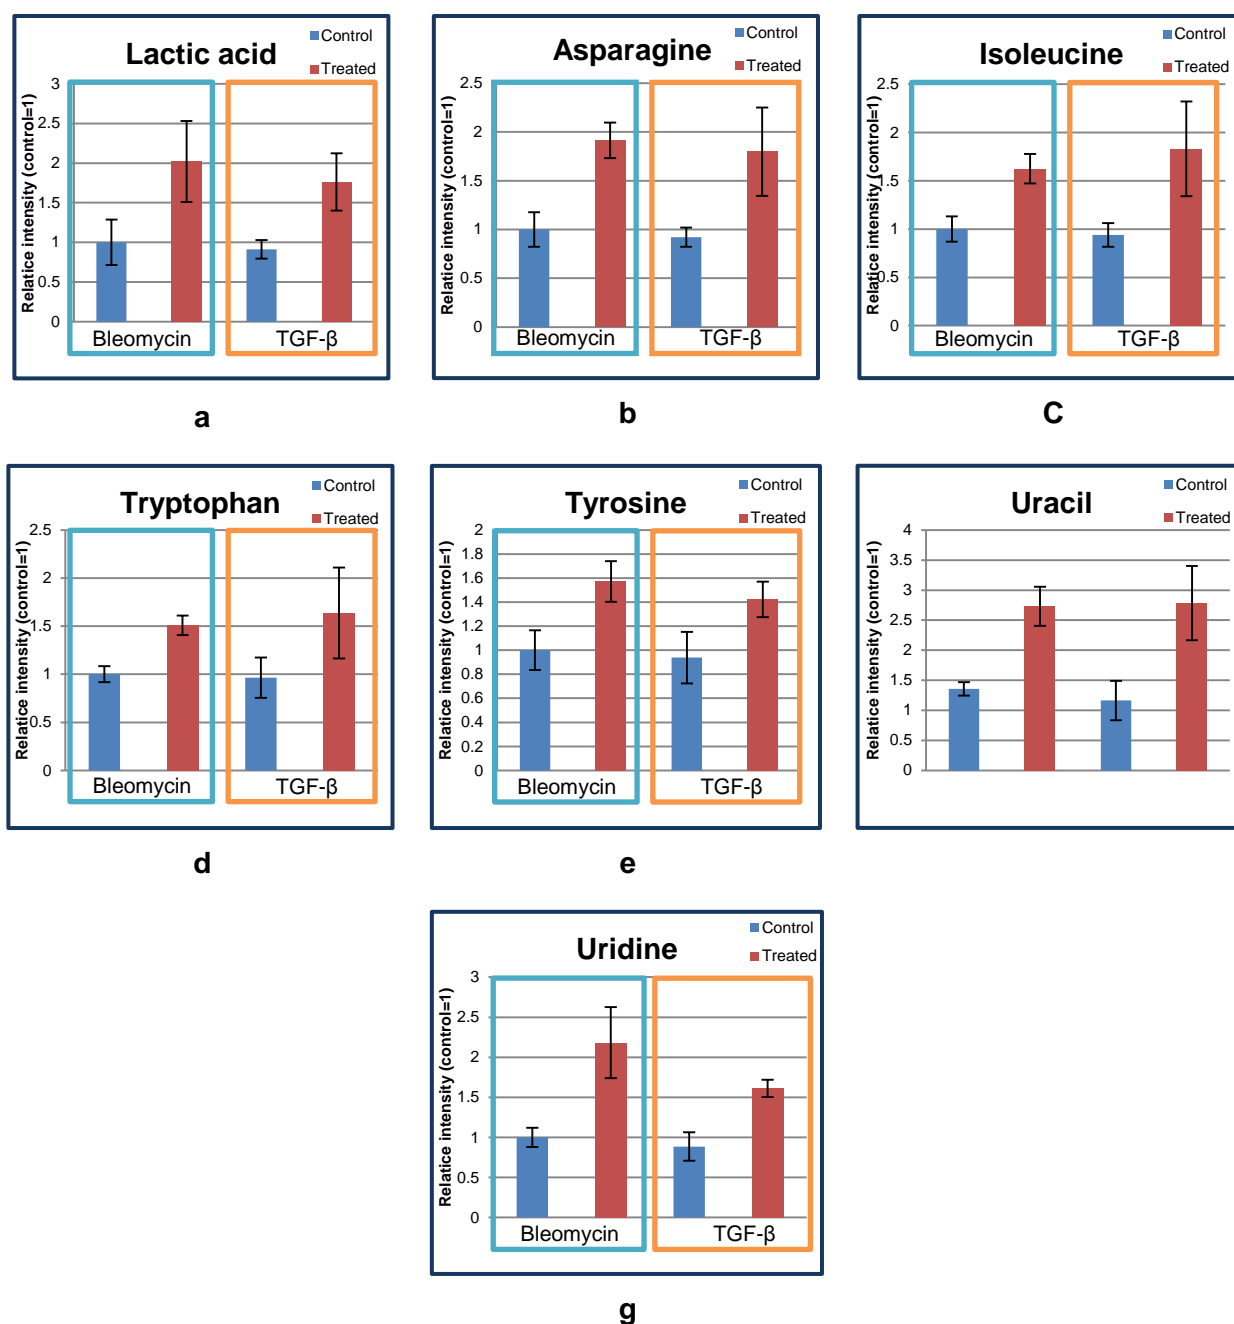 Lactic acid
Control
Treated
Relatice intensity (control=1)
3
2.5
2
1.5
1
0.5
0
Bleomycin TGF-β
a
Asparagine
Control
Treated
Relatice intensity (control=1)
2.5
2
1.5
1
0.5
0
Bleomycin TGF-β
b
Isoleucine
Control
Treated
Relatice intensity (control=1)
2.5
2
1.5
1
0.5
0
Bleomycin TGF-β
C
Tryptophan
Control
Treated
Relatice intensity (control=1)
2.5
2
1.5
1
0.5
0
Bleomycin TGF-β
d
Tyrosine
Control
Treated
Relatice intensity (control=1)
2
1.8
1.6
1.4
1.2
1
0.8
0.6
0.4
0.2
0
Bleomycin TGF-β
e
Uracil
Control
Treated
Relatice intensity (control=1)
4
3.5
3
2.5
2
1.5
1
0.5
0
Uridine
Control
Treated
Relatice intensity (control=1)
3
2.5
2
1.5
1
0.5
0
Bleomycin TGF-β
g